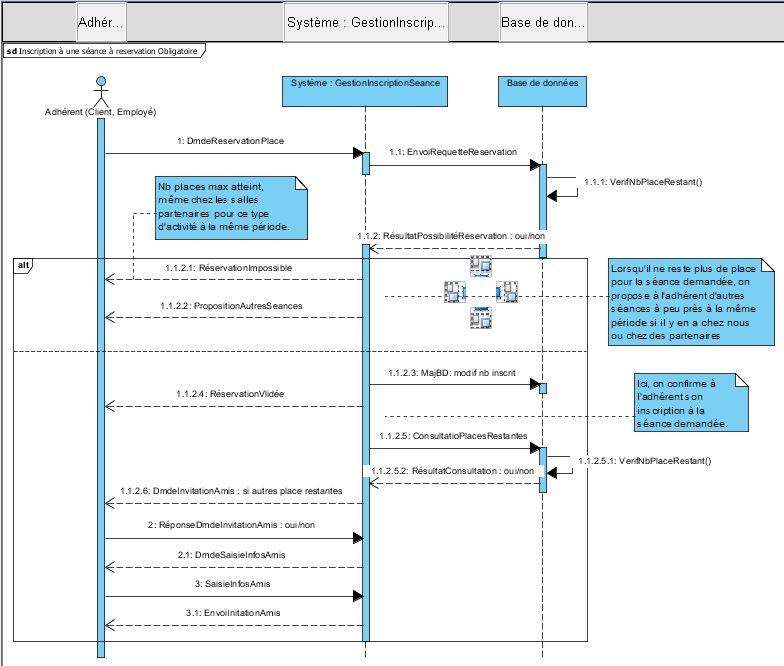 Adhér...
Système : GestionInscrip...
Base de don...
sd Inscription à une séance à reservation Obligatoire
Système : GestionInscriptionSeance
Base de données
Adhérent (Client, Employé)
1: DmdeReservationPlace
1.1: EnvoiRequetteReservation
1.1.1: VerifNbPlaceRestant()
Nb places max atteint,
même chez les salles
partenaires pour ce type
d'activité à la même période.
1.1.2: RésultatPossibilitéReservation : oui/non
alt
1.1.2.1: RéservationImpossible
Lorsqu'il ne reste plus de place
pour la séance demandée, on
propose à l'adhérent d'autres
séances à peu près à la même
période si il y en a chez nous
ou chez des partenaires
1.1.2.2: PropositionAutresSeances
1.1.2.3: MajBD: modif nb inscrit
1.1.2.4: RéservationVlidée
Ici, on confirme à
l'adhérent son
inscription à la
séance demandée.
1.1.2.5: ConsultatioPlacesRestantes
1.1.2.5.1: VerifNbPlaceRestant()
1.1.2.5.2: RésultatConsultation : oui/non
1.1.2.6: DmdeInvitationAmis : si autres place restantes
2: RéponseDmdeInvitationAmis : oui/non
2.1: DmdeSaisieInfosAmis
3: SaisieInfosAmis
3.1: EnvoiInitationAmis